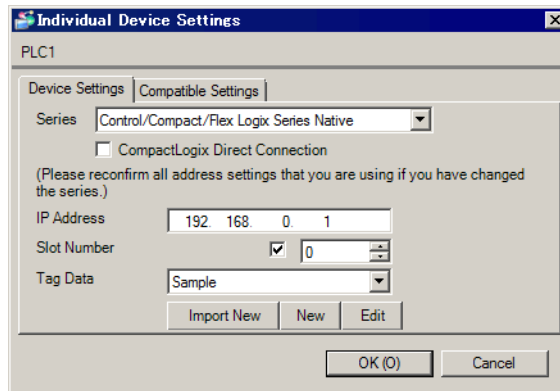 Individual Device Settings
PLC1
Device Settings
Compatible Settings
Series
Control/Compact/Flex Logix Series Native
CompactLogix Direct Connection
(Please reconfirm all address settings that you are using if you have changed
the series.)
IP Address
192. 168. 0. 1
Slot Number
0
Tag Data
Sample
Import New
New
Edit
OK (O)
Cancel